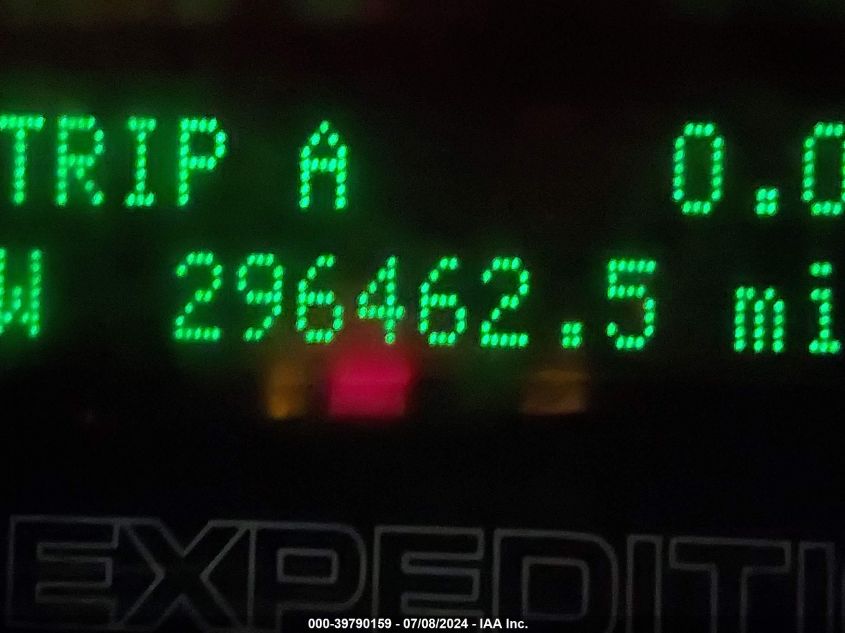 TRIP A 0.0
W 296462.5 mi
EXPEDITI
000-39790159 - 07/08/2024 - IAA Inc.